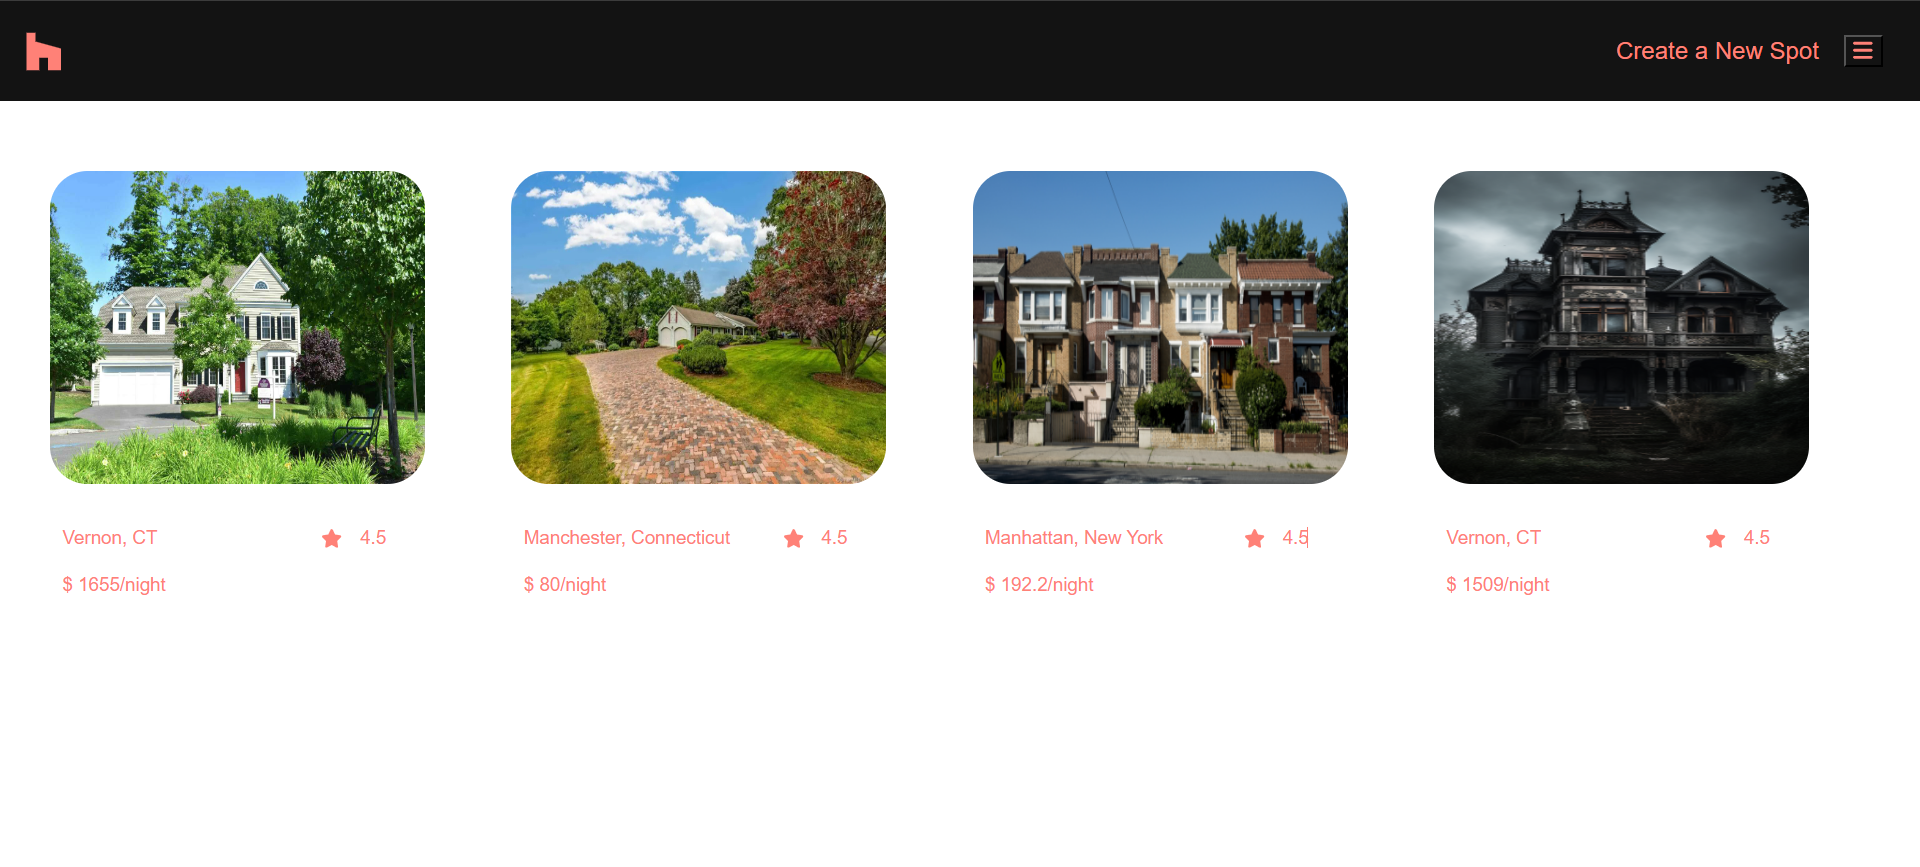 Create a New Spot
Vernon, CT 4.5
$ 1655/night
Manchester, Connecticut 4.5
$ 80/night
Manhattan, New York 4.5
$ 192.2/night
Vernon, CT 4.5
$ 1509/night